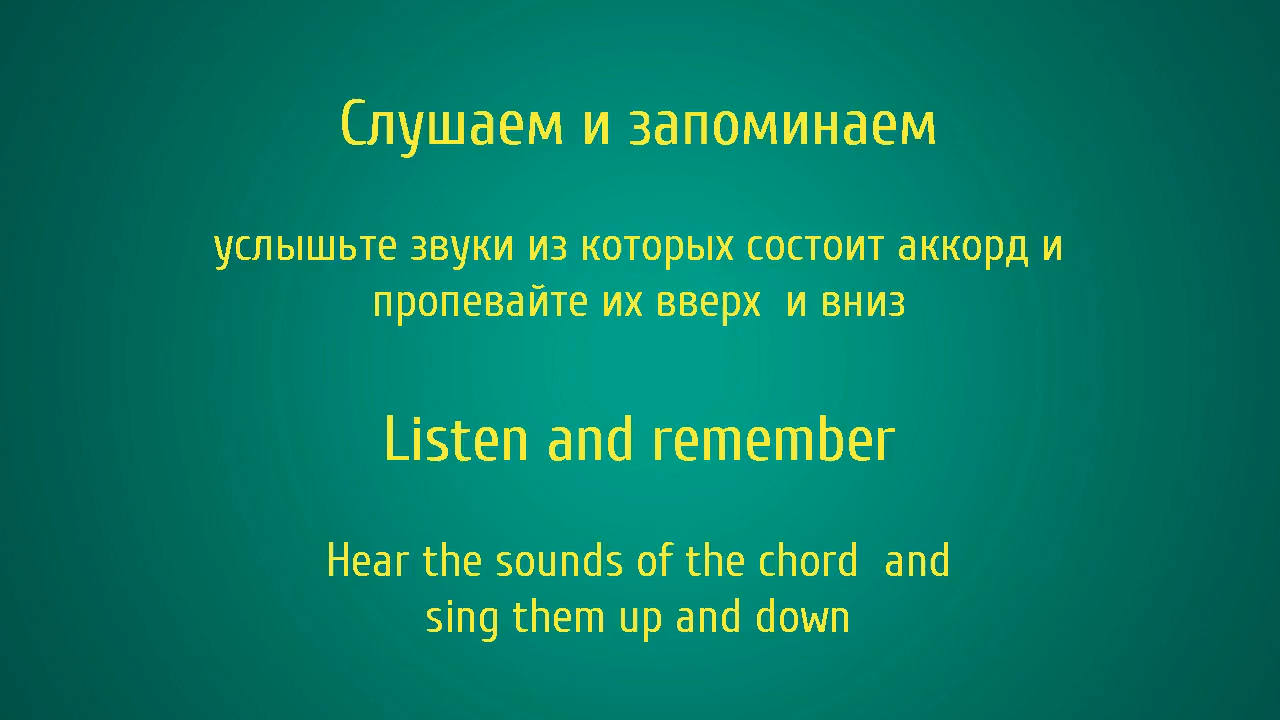 Слушаем и запоминаем
услышьте звуки из которых состоит аккорд и
пропевайте их вверх  и вниз
Listen and remember
Hear the sounds of the chord  and
sing them up and down